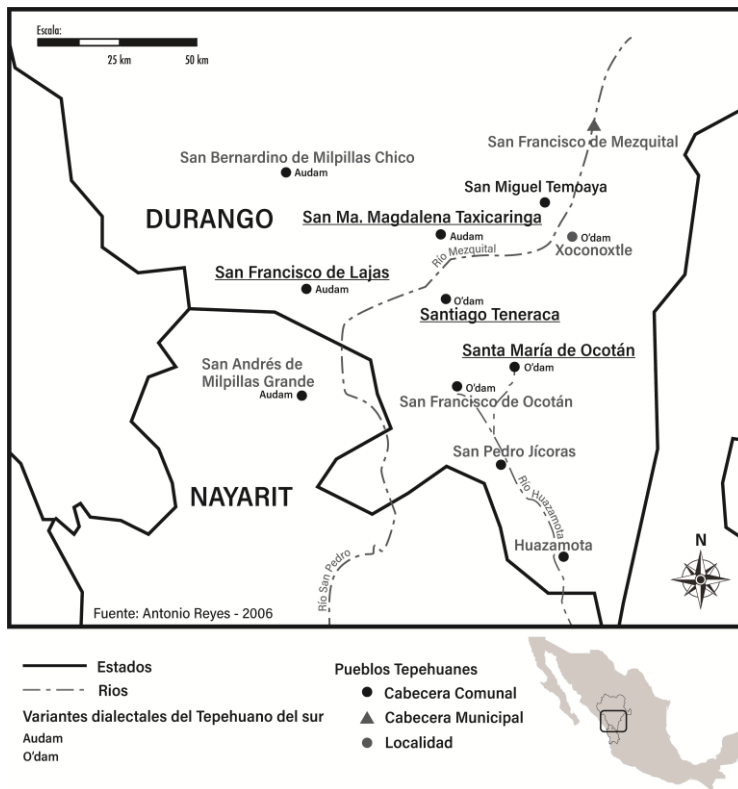 Escala:
25 km
50 km
San Francisco de Mezquital
San Bernardino de Milpillas Chico
Audam
San Miguel Temoaya
DURANGO
San Ma. Magdalena Taxicaringa
Audam
O'dam
Xoconoxtle
Río Mezquital
San Francisco de Lajas
Audam
O'dam
Santiago Teneraca
Santa María de Ocotán
O'dam
San Andrés de
Milpillas Grande
Audam
O'dam
San Francisco de Ocotán
San Pedro Jícoras
NAYARIT
Río Huazamota
Huazamota
Río San Pedro
N
Fuente: Antonio Reyes - 2006
Estados
Rios
Variantes dialectales del Tepehuano del sur
Audam
O'dam
Pueblos Tepehuanes
Cabecera Comunal
Cabecera Municipal
Localidad